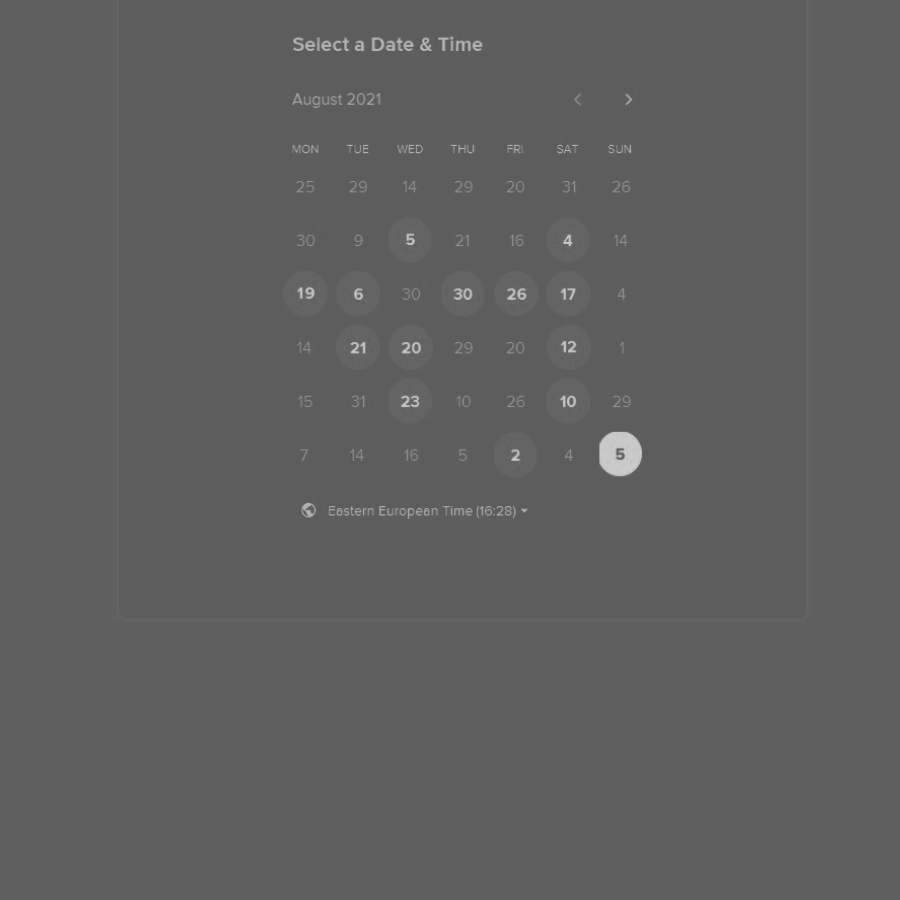 Select a Date & Time
August 2021
MON TUE WED THU FRI SAT SUN
25 29 14 29 20 31 26
30 9 5 21 16 4 14
19 6 30 30 26 17 4
14 21 20 29 20 12 1
15 31 23 10 26 10 29
7 14 16 5 2 4 5
Eastern European Time (16:28)